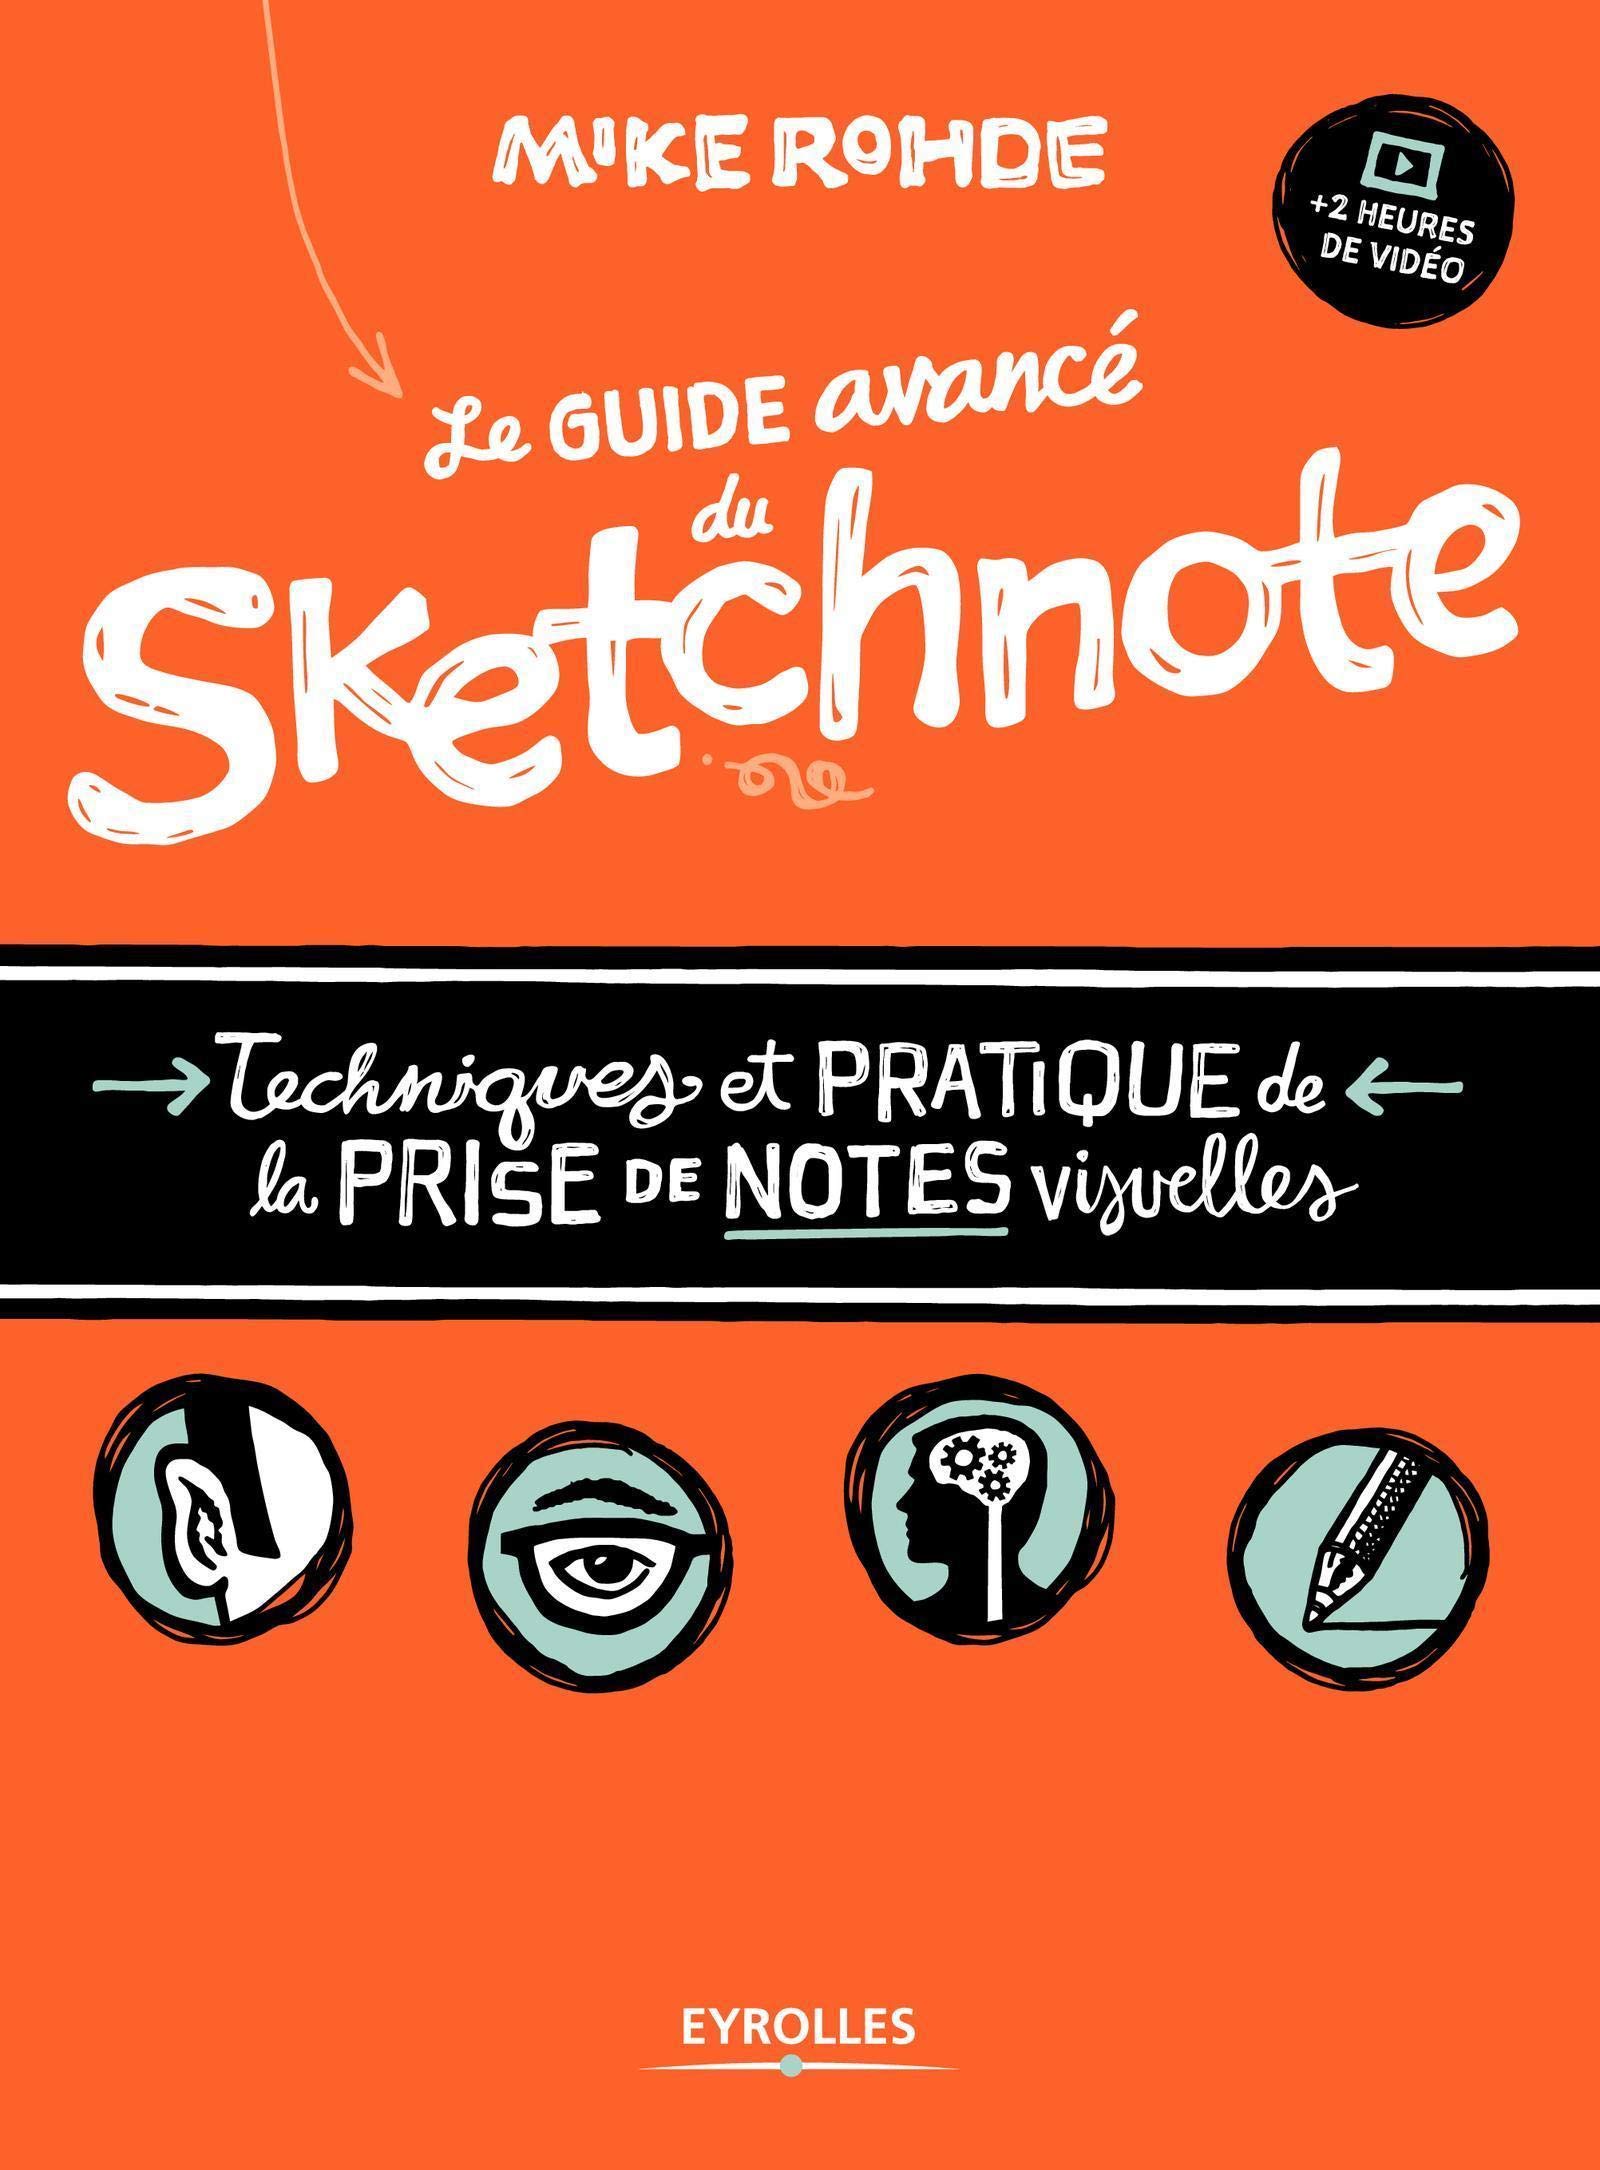 MIKE ROHDE
+2 HEURES
DE VIDÉO
Le GUIDE avancé
du
Sketchnote
Techniques et PRATiQUE de
la PRISE DE NOTES visuelles
EYROLLES